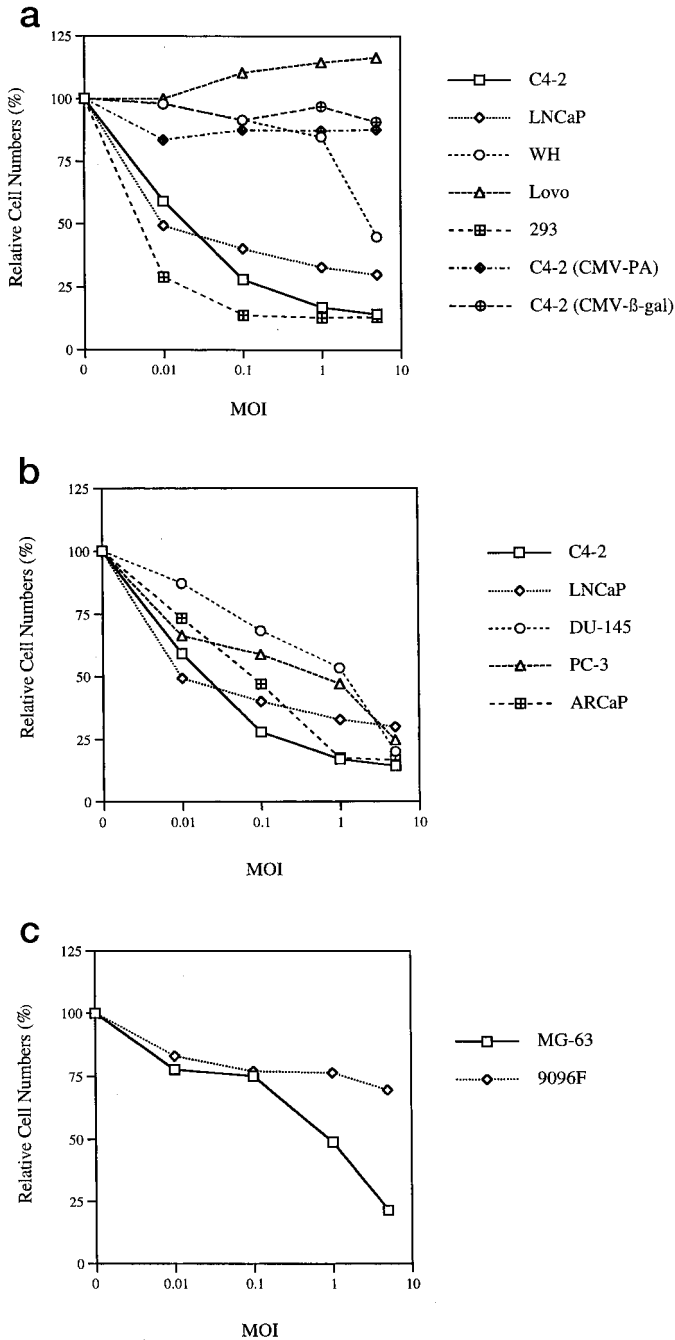 a
125
100
75
50
25
0
Relative Cell Numbers (%)
0 0.01 0.1 1 10
MOI
C4-2
LNCaP
WH
Lovo
293
C4-2 (CMV-PA)
C4-2 (CMV-ß-gal)
b
125
100
75
50
25
0
Relative Cell Numbers (%)
0 0.01 0.1 1 10
MOI
C4-2
LNCaP
DU-145
PC-3
ARCaP
c
125
100
75
50
25
0
Relative Cell Numbers (%)
0 0.01 0.1 1 10
MOI
MG-63
9096F